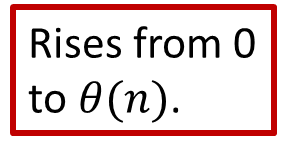 Rises from 0
to θ(n).